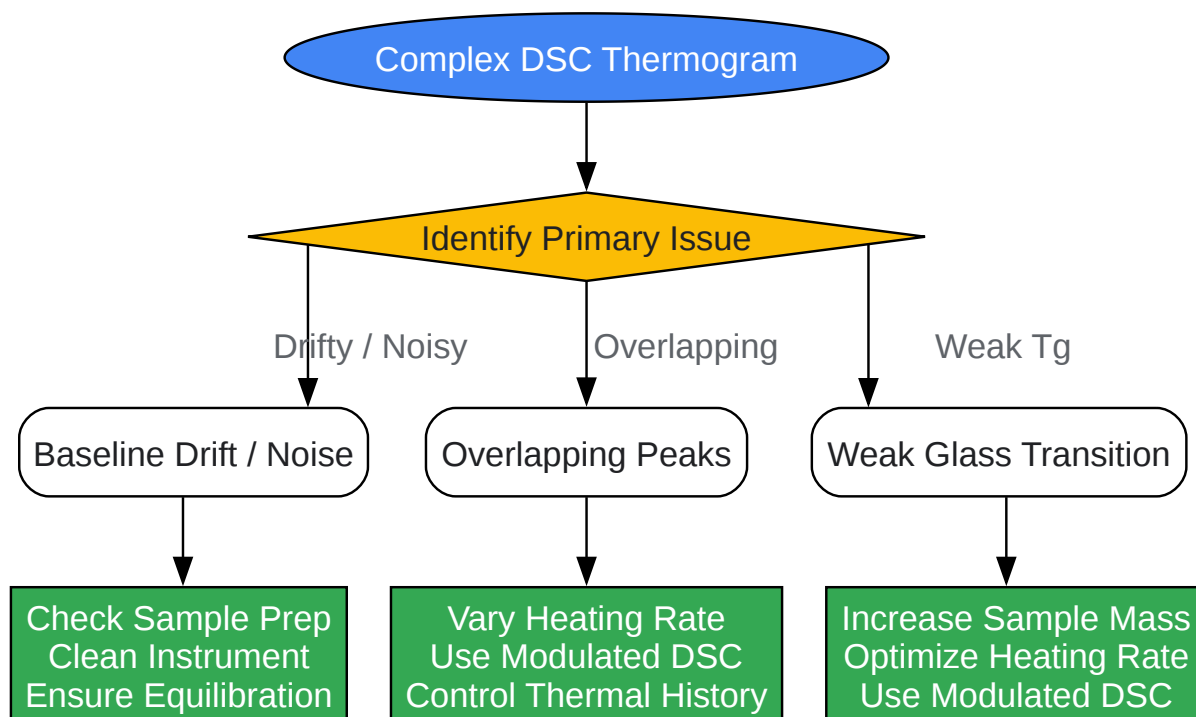 Complex DSC Thermogram
Identify Primary Issue
Drifty / Noisy
Overlapping
Weak Tg
Baseline Drift / Noise
Overlapping Peaks
Weak Glass Transition
Check Sample Prep
Clean Instrument
Ensure Equilibration
Vary Heating Rate
Use Modulated DSC
Control Thermal History
Increase Sample Mass
Optimize Heating Rate
Use Modulated DSC